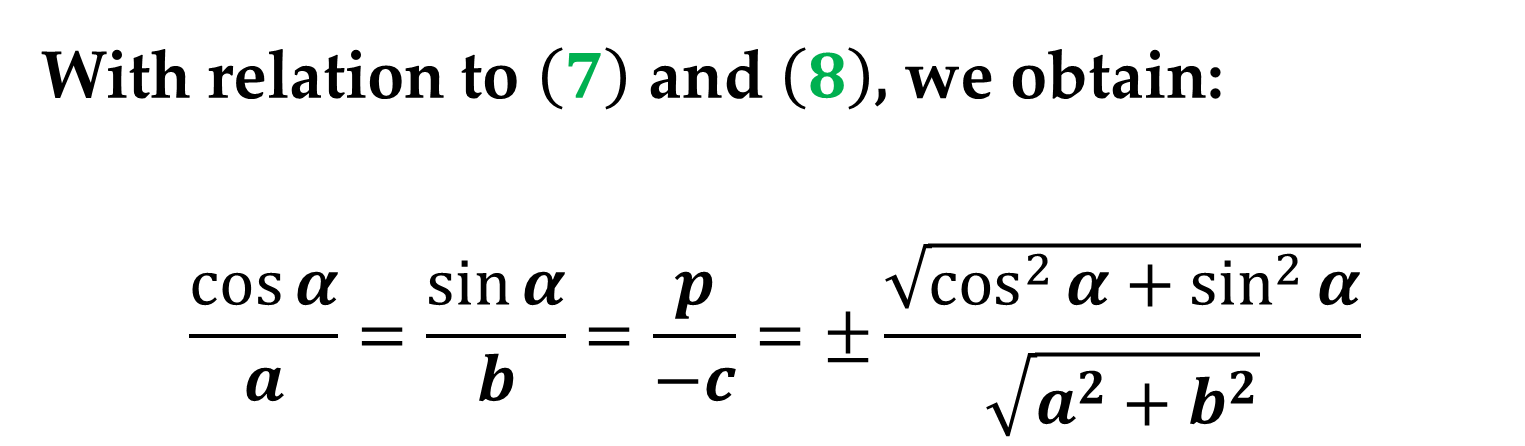 With relation to (7) and (8), we obtain:
cos α / a = sin α / b = p / −c = ± √(cos² α + sin² α) / √(a² + b²)